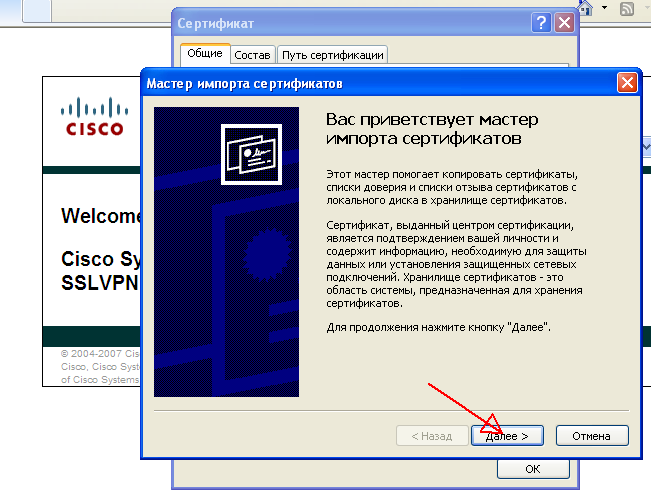 Сертификат
Общие
Состав
Путь сертификации
Мастер импорта сертификатов
CISCO
Welcome
Cisco Sy
SSLVPN
© 2004-2007 Cis
Cisco, Cisco Syste
of Cisco Systems
Вас приветствует мастер
импорта сертификатов
Этот мастер помогает копировать сертификаты,
списки доверия и списки отзыва сертификатов с
локального диска в хранилище сертификатов.
Сертификат, выданный центром сертификации,
является подтверждением вашей личности и
содержит информацию, необходимую для защиты
данных или установления защищенных сетевых
подключений. Хранилище сертификатов - это
область системы, предназначенная для хранения
сертификатов.
Для продолжения нажмите кнопку "Далее".
< Назад
Далее >
Отмена
OK